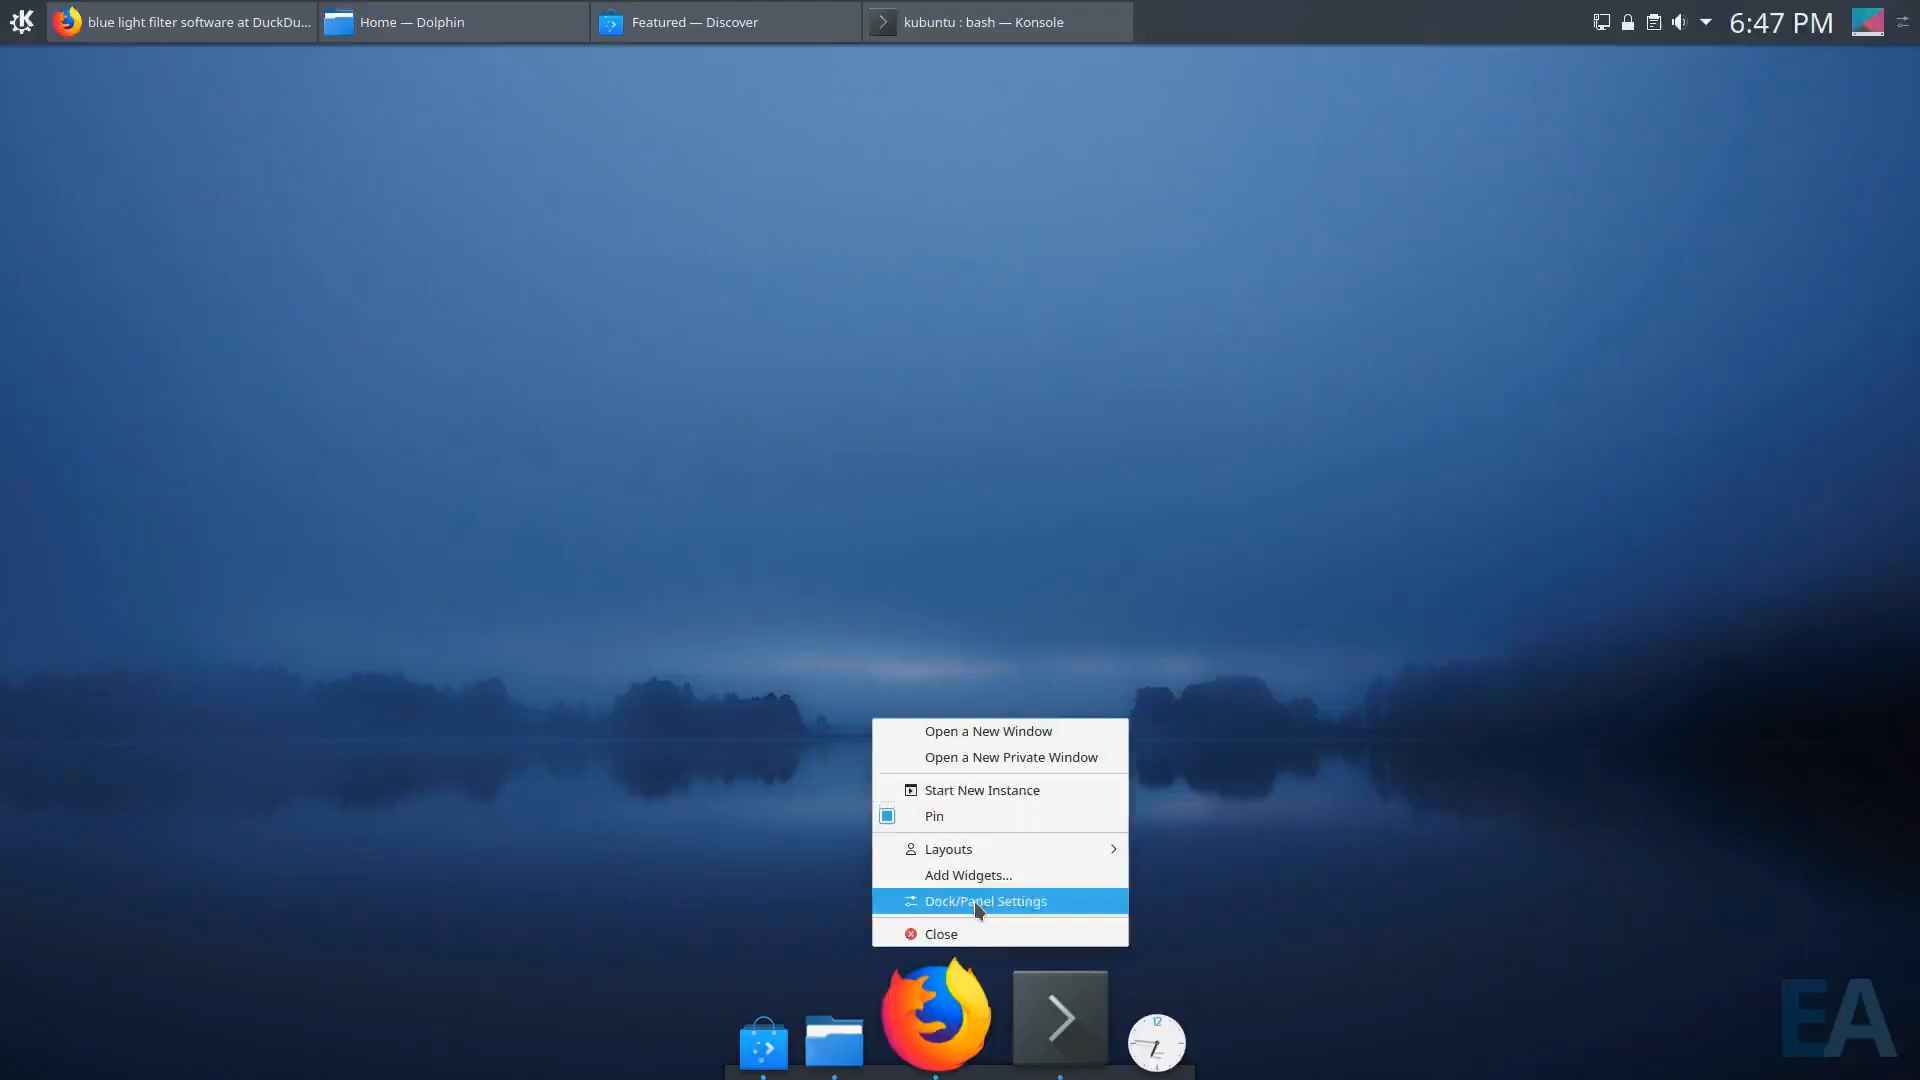 blue light filter software at DuckDu...
Home — Dolphin
Featured — Discover
kubuntu : bash — Konsole
6:47 PM
Open a New Window
Open a New Private Window
Start New Instance
Pin
Layouts
Add Widgets...
Dock/Panel Settings
Close
12
EA